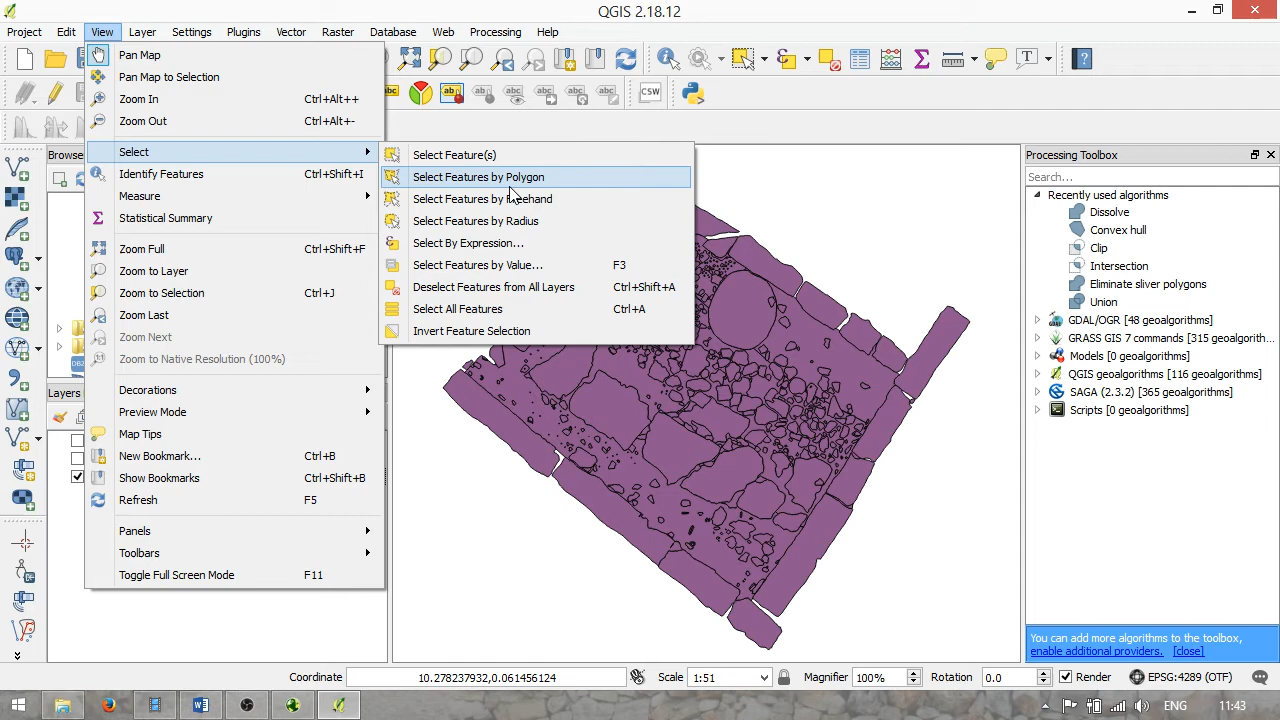 QGIS 2.18.12
Project Edit View Layer Settings Plugins Vector Raster Database Web Processing Help
Pan Map
Pan Map to Selection
Zoom In Ctrl+Alt++
Zoom Out Ctrl+Alt+-
Select
Identify Features Ctrl+Shift+I
Measure
Statistical Summary
Zoom Full Ctrl+Shift+F
Zoom to Layer
Zoom to Selection Ctrl+J
Zoom Last
Zoom Next
Zoom to Native Resolution (100%)
Decorations
Preview Mode
Map Tips
New Bookmark... Ctrl+B
Show Bookmarks Ctrl+Shift+B
Refresh F5
Panels
Toolbars
Toggle Full Screen Mode F11
Select Feature(s)
Select Features by Polygon
Select Features by Freehand
Select Features by Radius
Select By Expression...
Select Features by Value... F3
Deselect Features from All Layers Ctrl+Shift+A
Select All Features Ctrl+A
Invert Feature Selection
abc
ab
CSW
Brows
Layers
Processing Toolbox
Search...
Recently used algorithms
Dissolve
Convex hull
Clip
Intersection
Eliminate sliver polygons
Union
GDAL/OGR [48 geoalgorithms]
GRASS GIS 7 commands [315 geoalgorith...
Models [0 geoalgorithms]
QGIS geoalgorithms [116 geoalgorithms]
SAGA (2.3.2) [365 geoalgorithms]
Scripts [0 geoalgorithms]
You can add more algorithms to the toolbox,
enable additional providers. [close]
Coordinate 10.278237932,0.061456124 Scale 1:51 Magnifier 100% Rotation 0.0 Render EPSG:4289 (OTF)
ENG 11:43